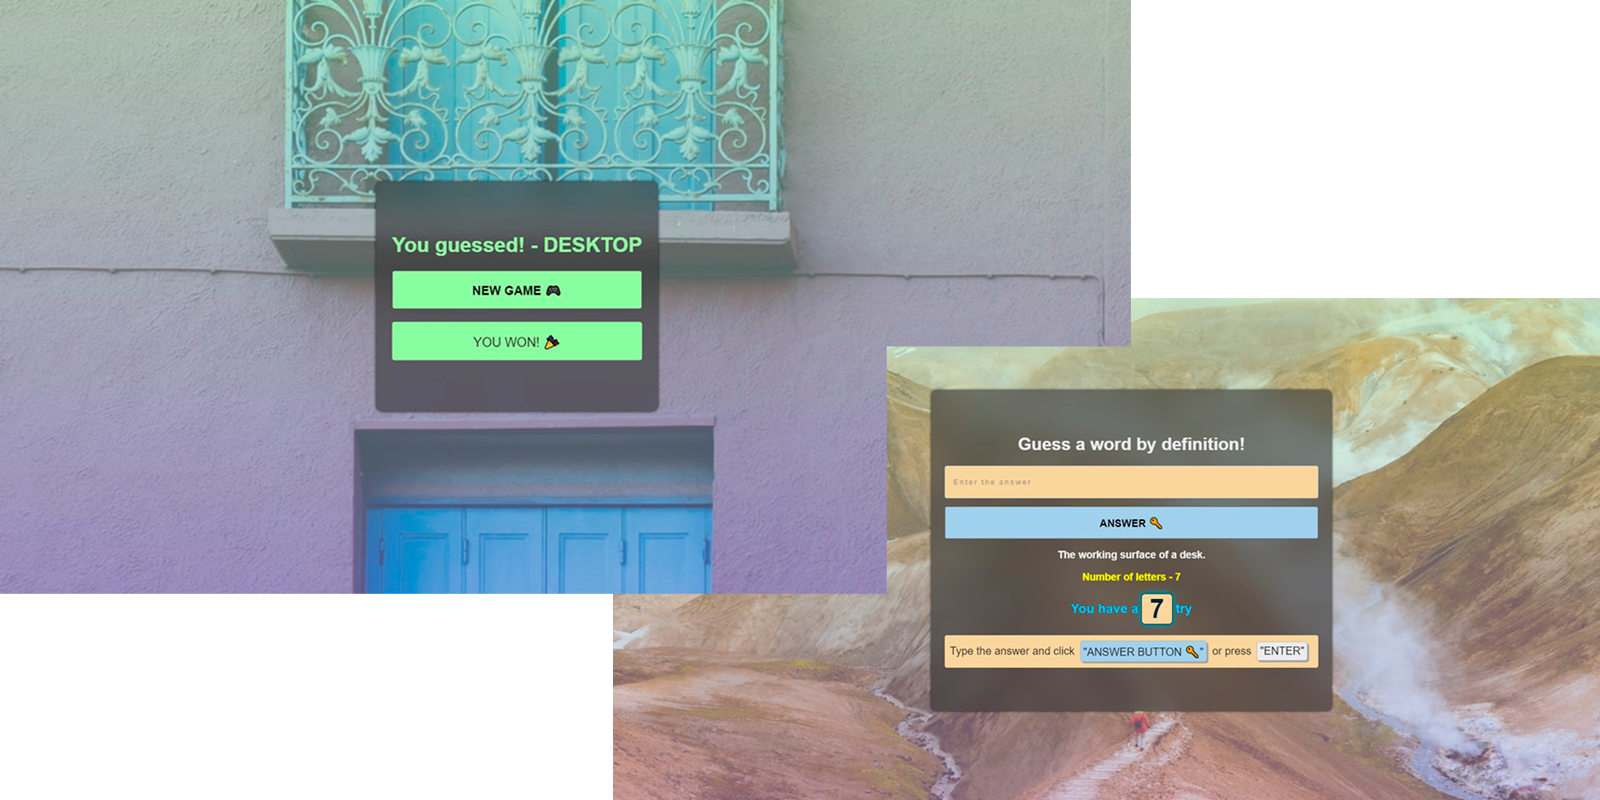 You guessed! - DESKTOP
NEW GAME 🎮
YOU WON! 🎉
Guess a word by definition!
Enter the answer
ANSWER 🔑
The working surface of a desk.
Number of letters - 7
You have a 7 try
Type the answer and click "ANSWER BUTTON 🔑" or press "ENTER"